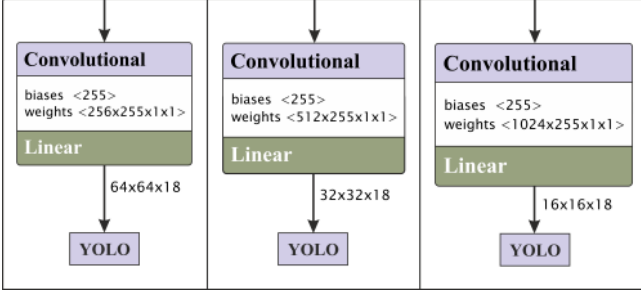 Convolutional
biases <255>
weights <256x255x1x1>
Linear
64x64x18
YOLO
Convolutional
biases <255>
weights <512x255x1x1>
Linear
32x32x18
YOLO
Convolutional
biases <255>
weights <1024x255x1x1>
Linear
16x16x18
YOLO